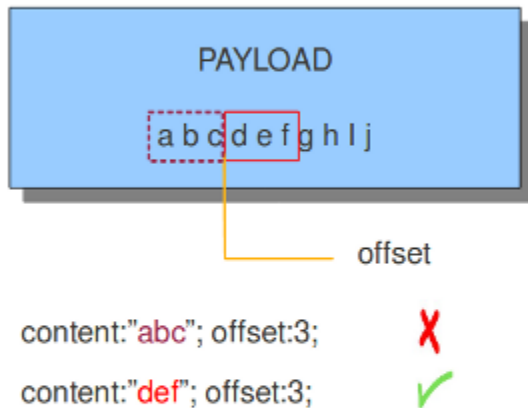 PAYLOAD
a b c d e f g h I j
offset
content:”abc”; offset:3;
content:”def”; offset:3;